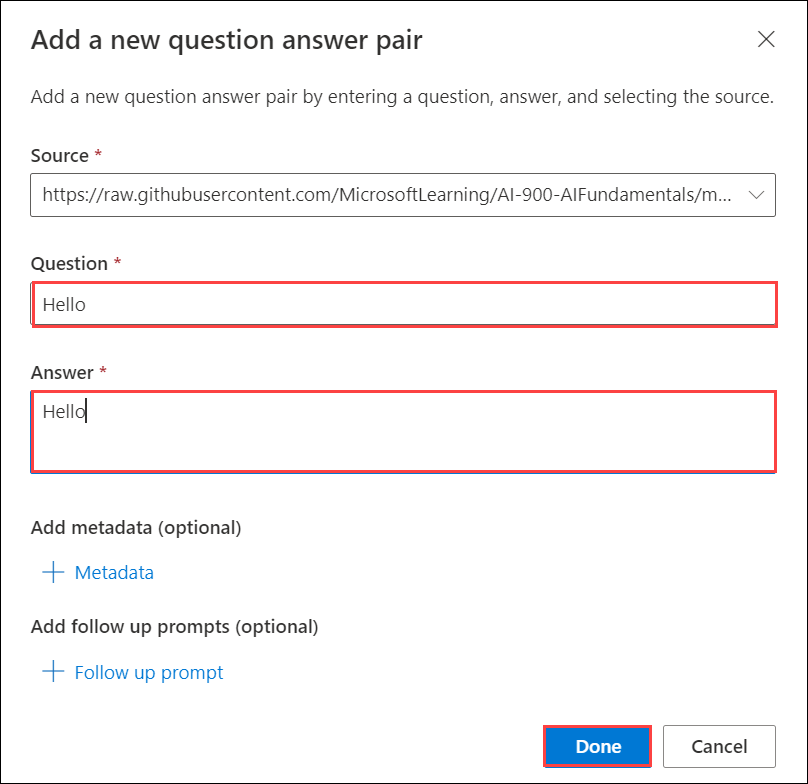 Add a new question answer pair
Add a new question answer pair by entering a question, answer, and selecting the source.
Source *
https://raw.githubusercontent.com/MicrosoftLearning/AI-900-AIFundamentals/m...
Question *
Hello
Answer *
Hello
Add metadata (optional)
+ Metadata
Add follow up prompts (optional)
+ Follow up prompt
Done Cancel